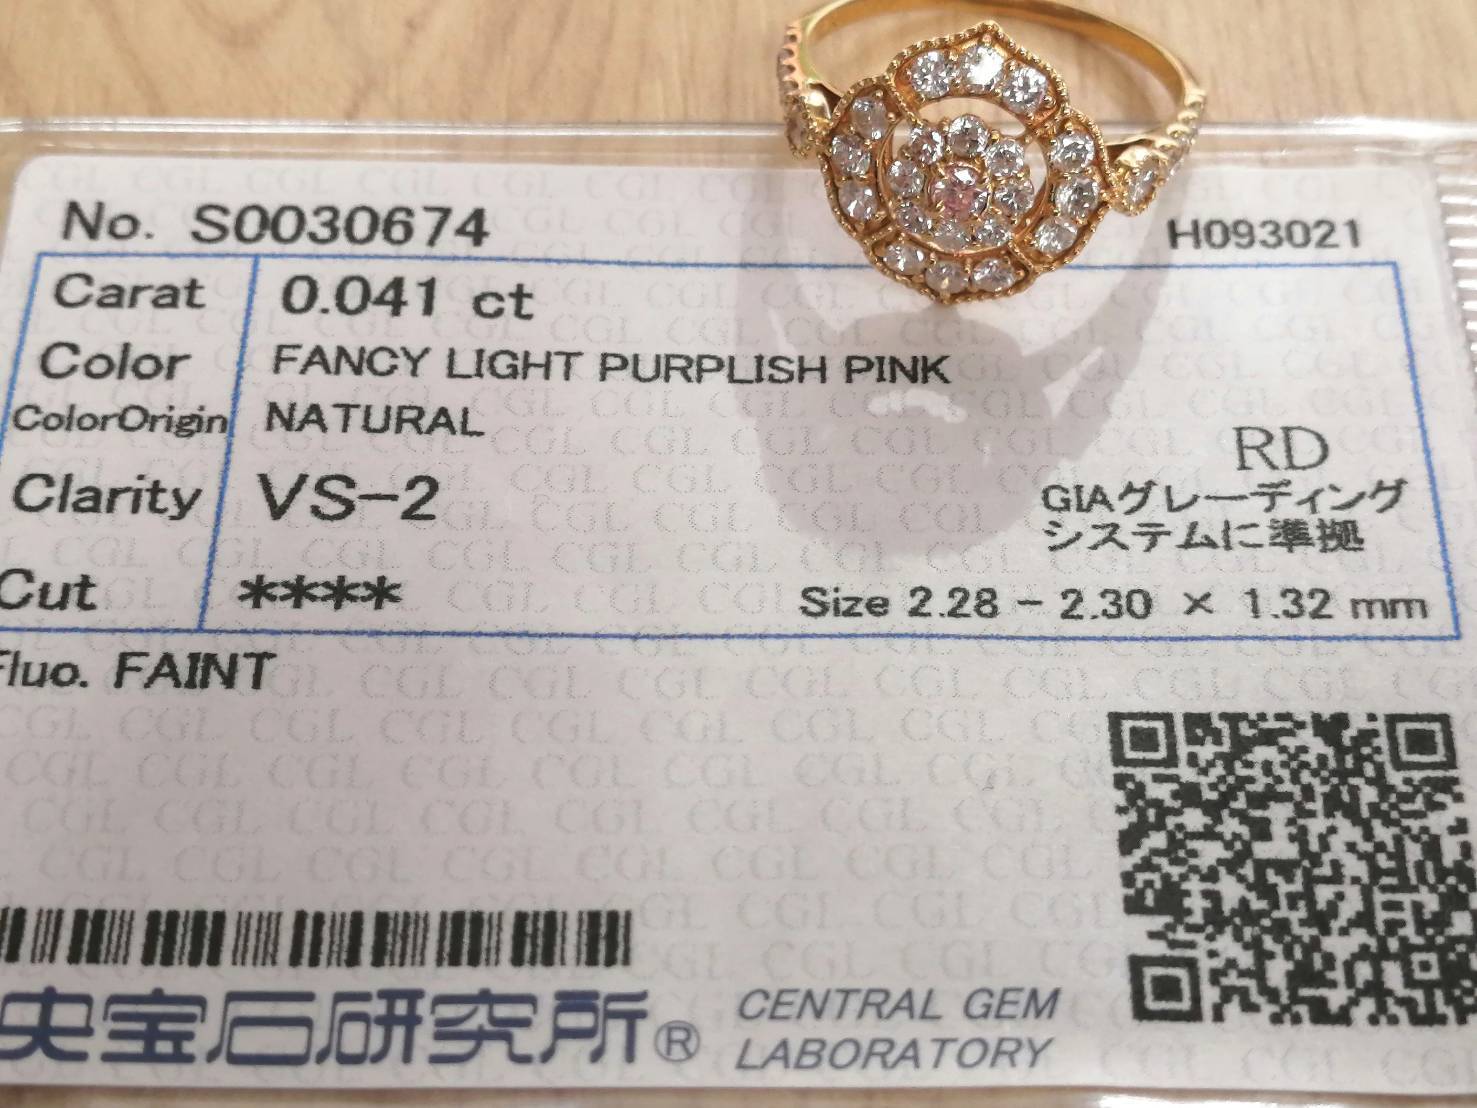 No. S0030674
H093021
Carat 0.041 ct
Color FANCY LIGHT PURPLISH PINK
ColorOrigin NATURAL
Clarity VS-2
RD
GIAグレーディング
システムに準拠
Cut ****
Size 2.28 - 2.30 × 1.32 mm
Fluo. FAINT
央宝石研究所®
CENTRAL GEM
LABORATORY